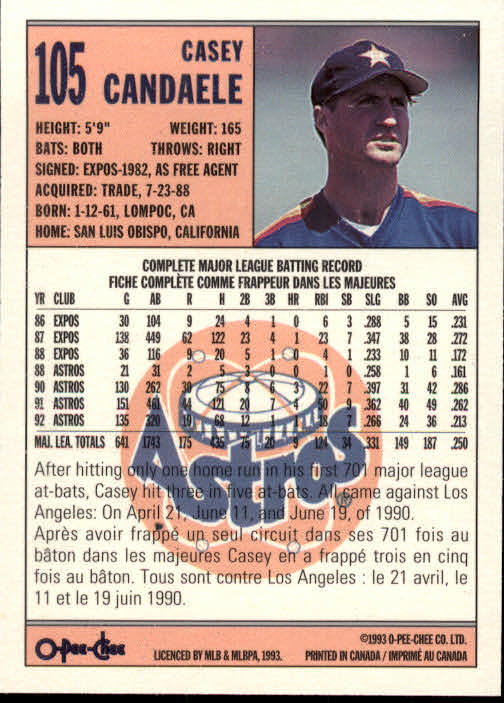 105
CASEY
CANDAELE
HEIGHT: 5'9" WEIGHT: 165
BATS: BOTH THROWS: RIGHT
SIGNED: EXPOS-1982, AS FREE AGENT
ACQUIRED: TRADE, 7-23-88
BORN: 1-12-61, LOMPOC, CA
HOME: SAN LUIS OBISPO, CALIFORNIA
COMPLETE MAJOR LEAGUE BATTING RECORD
FICHE COMPLÈTE COMME FRAPPEUR DANS LES MAJEURES
YR CLUB G AB R H 2B 3B HR RBI SB SLG BB SO AVG
86 EXPOS 30 104 9 24 4 1 0 6 3 .288 5 15 .231
87 EXPOS 138 449 62 122 23 4 1 23 7 .347 38 28 .272
88 EXPOS 36 116 9 20 5 1 0 4 1 .233 10 11 .172
88 ASTROS 21 31 2 5 3 0 0 1 0 .258 1 6 .161
90 ASTROS 130 262 30 75 8 6 3 22 7 .397 31 42 .286
91 ASTROS 151 461 44 121 20 7 4 50 9 .362 40 49 .262
92 ASTROS 135 320 19 68 12 1 1 18 7 .266 24 36 .213
MAJ. LEA. TOTALS 641 1743 175 435 75 20 9 124 34 .331 149 187 .250
Astros ®
After hitting only one home run in his first 701 major league
at-bats, Casey hit three in five at-bats. All came against Los
Angeles: On April 21, June 11, and June 19, of 1990.
Après avoir frappé un seul circuit dans ses 701 fois au
bâton dans les majeures Casey en a frappé trois en cinq
fois au bâton. Tous sont contre Los Angeles : le 21 avril, le
11 et le 19 juin 1990.
O-Pee-Chee
LICENCED BY MLB & MLBPA, 1993.
©1993 O-PEE-CHEE CO. LTD.
PRINTED IN CANADA / IMPRIMÉ AU CANADA